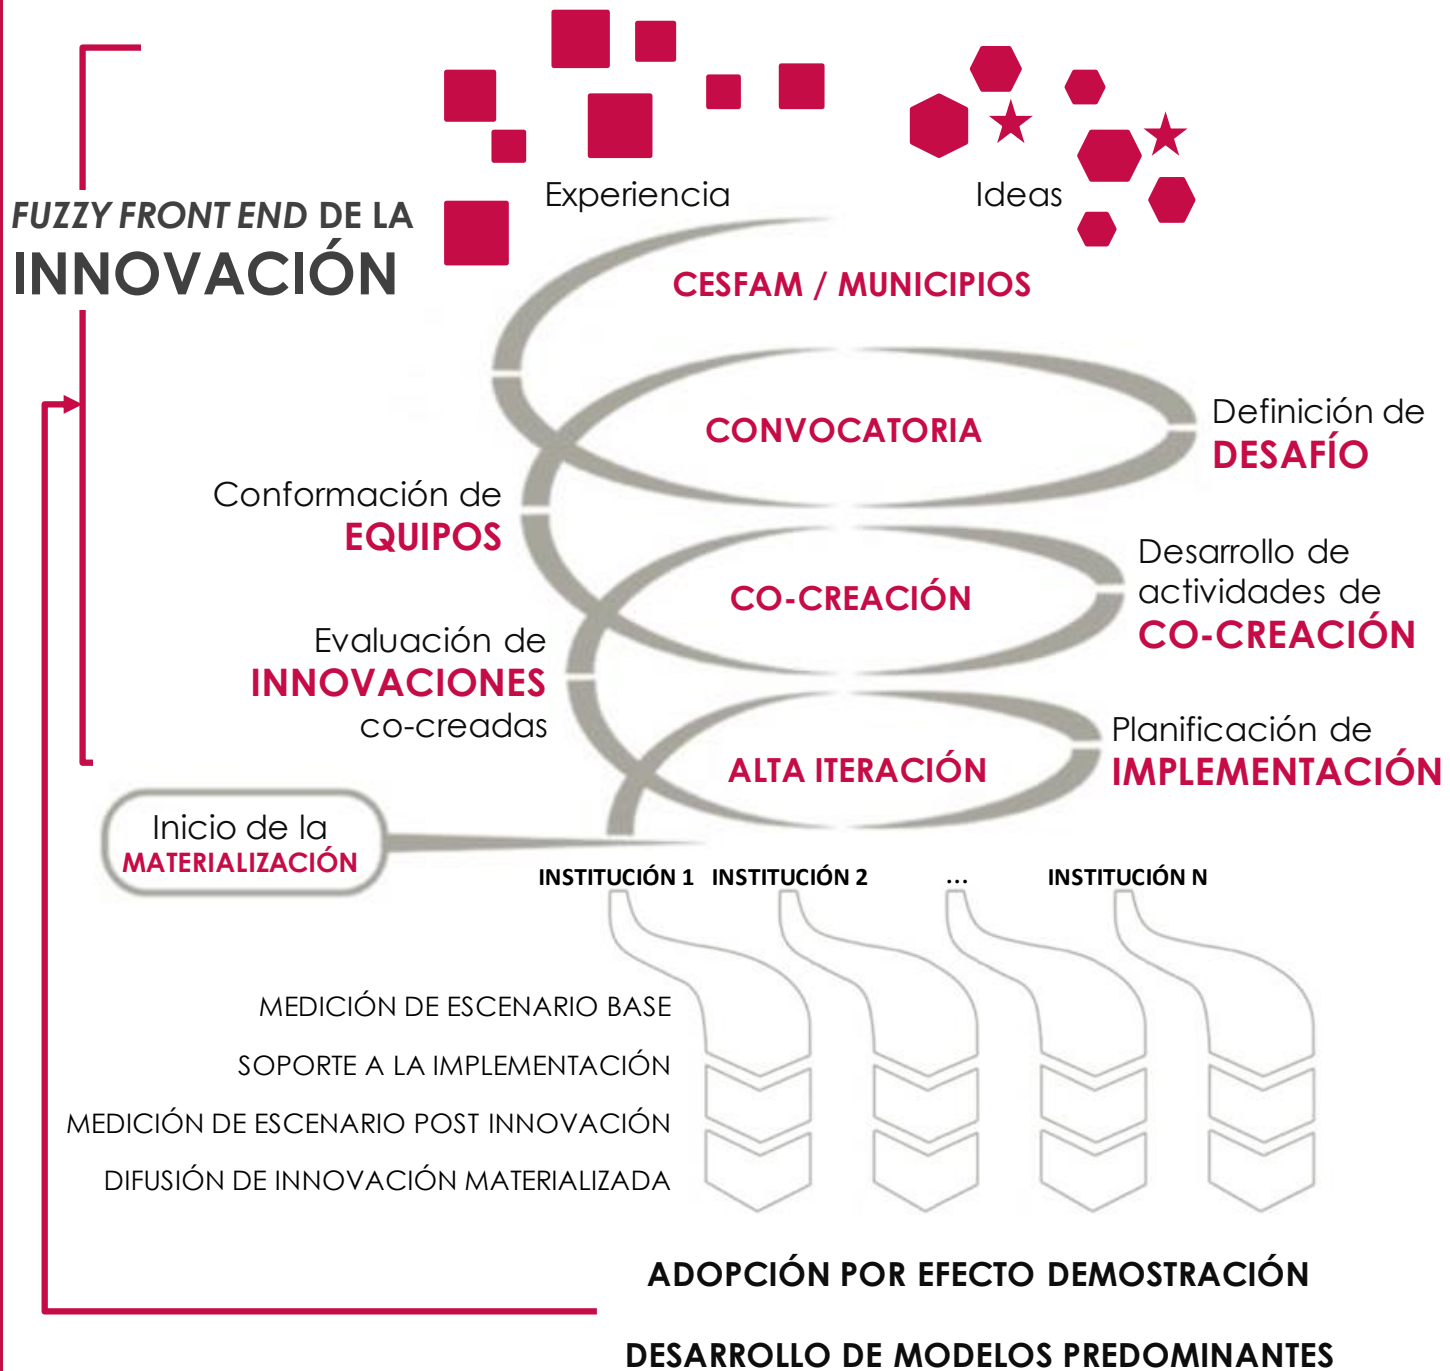 Experiencia
Ideas
FUZZY FRONT END DE LA
INNOVACIÓN
CESFAM / MUNICIPIOS
CONVOCATORIA
Definición de
DESAFÍO
Conformación de
EQUIPOS
CO-CREACIÓN
Desarrollo de
actividades de
CO-CREACIÓN
Evaluación de
INNOVACIONES
co-creadas
ALTA ITERACIÓN
Planificación de
IMPLEMENTACIÓN
Inicio de la
MATERIALIZACIÓN
INSTITUCIÓN 1 INSTITUCIÓN 2 ... INSTITUCIÓN N
MEDICIÓN DE ESCENARIO BASE
SOPORTE A LA IMPLEMENTACIÓN
MEDICIÓN DE ESCENARIO POST INNOVACIÓN
DIFUSIÓN DE INNOVACIÓN MATERIALIZADA
ADOPCIÓN POR EFECTO DEMOSTRACIÓN
DESARROLLO DE MODELOS PREDOMINANTES